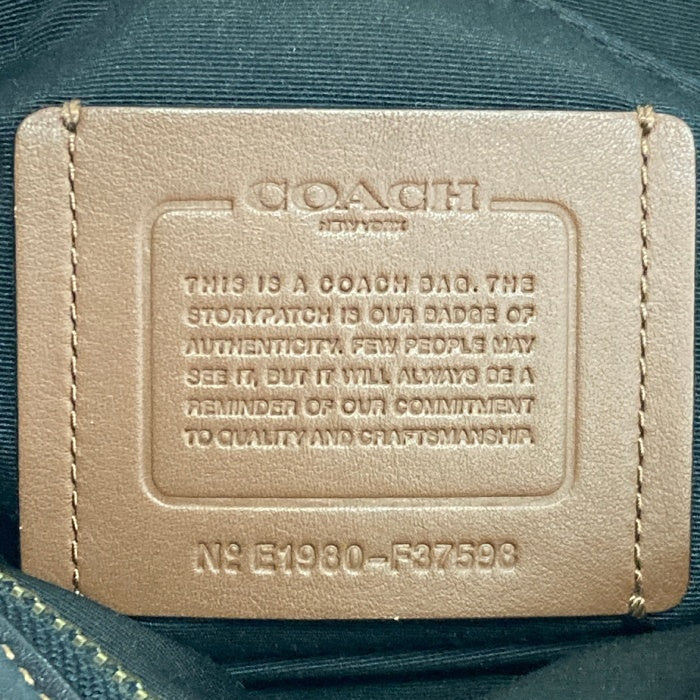 COACH
NEW YORK
THIS IS A COACH BAG. THE
STORYPATCH IS OUR BADGE OF
AUTHENTICITY. FEW PEOPLE MAY
SEE IT, BUT IT WILL ALWAYS BE A
REMINDER OF OUR COMMITMENT
TO QUALITY AND CRAFTSMANSHIP.
Nº E1980-F37598